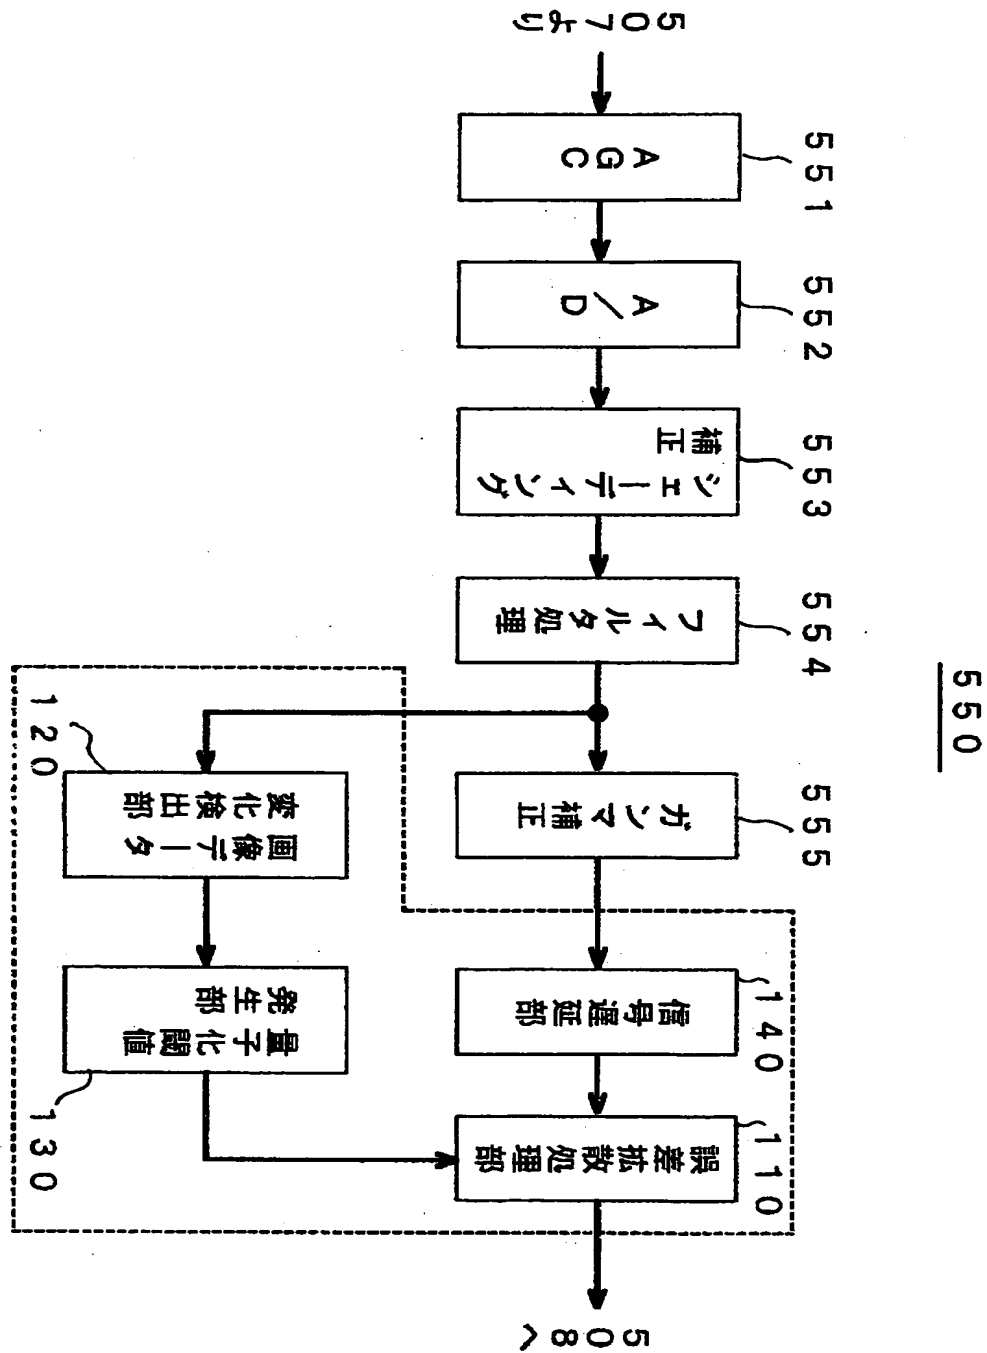 550
507より
551
AGC
552
A/D
553
シェーディング
補正
554
フィルタ処理
555
ガンマ補正
140
信号遅延部
110
誤差拡散処理部
508へ
120
画像データ
変化検出部
130
量子化閾値
発生部